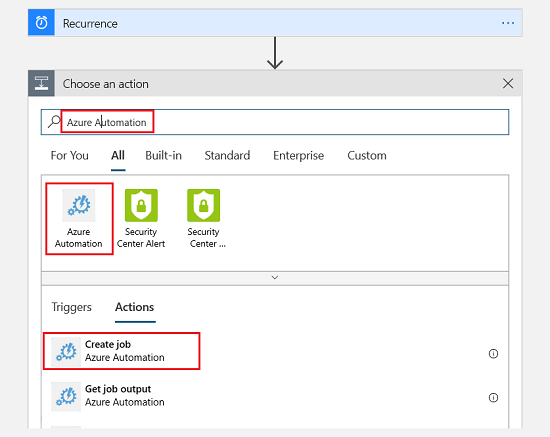 Recurrence
Choose an action
Azure Automation
For You All Built-in Standard Enterprise Custom
Azure Automation
Security Center Alert
Security Center ...
Triggers Actions
Create job
Azure Automation
Get job output
Azure Automation